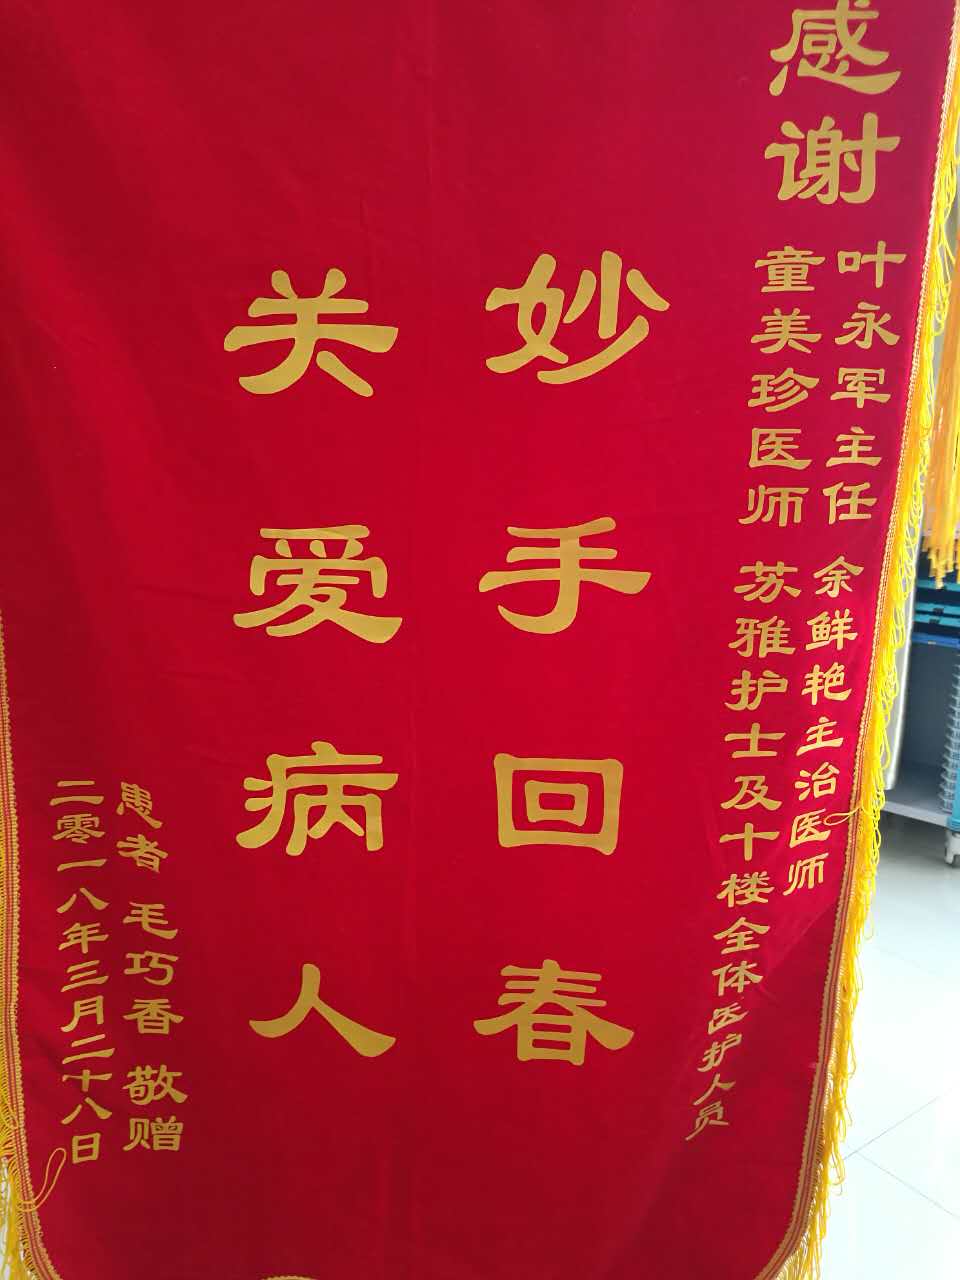 感谢
叶永军主任 余鲜艳主治医师
童美珍医师 苏雅护士及十楼全体医护人员
妙手回春
关爱病人
患者 毛巧香 敬赠
二零一八年三月二十八日